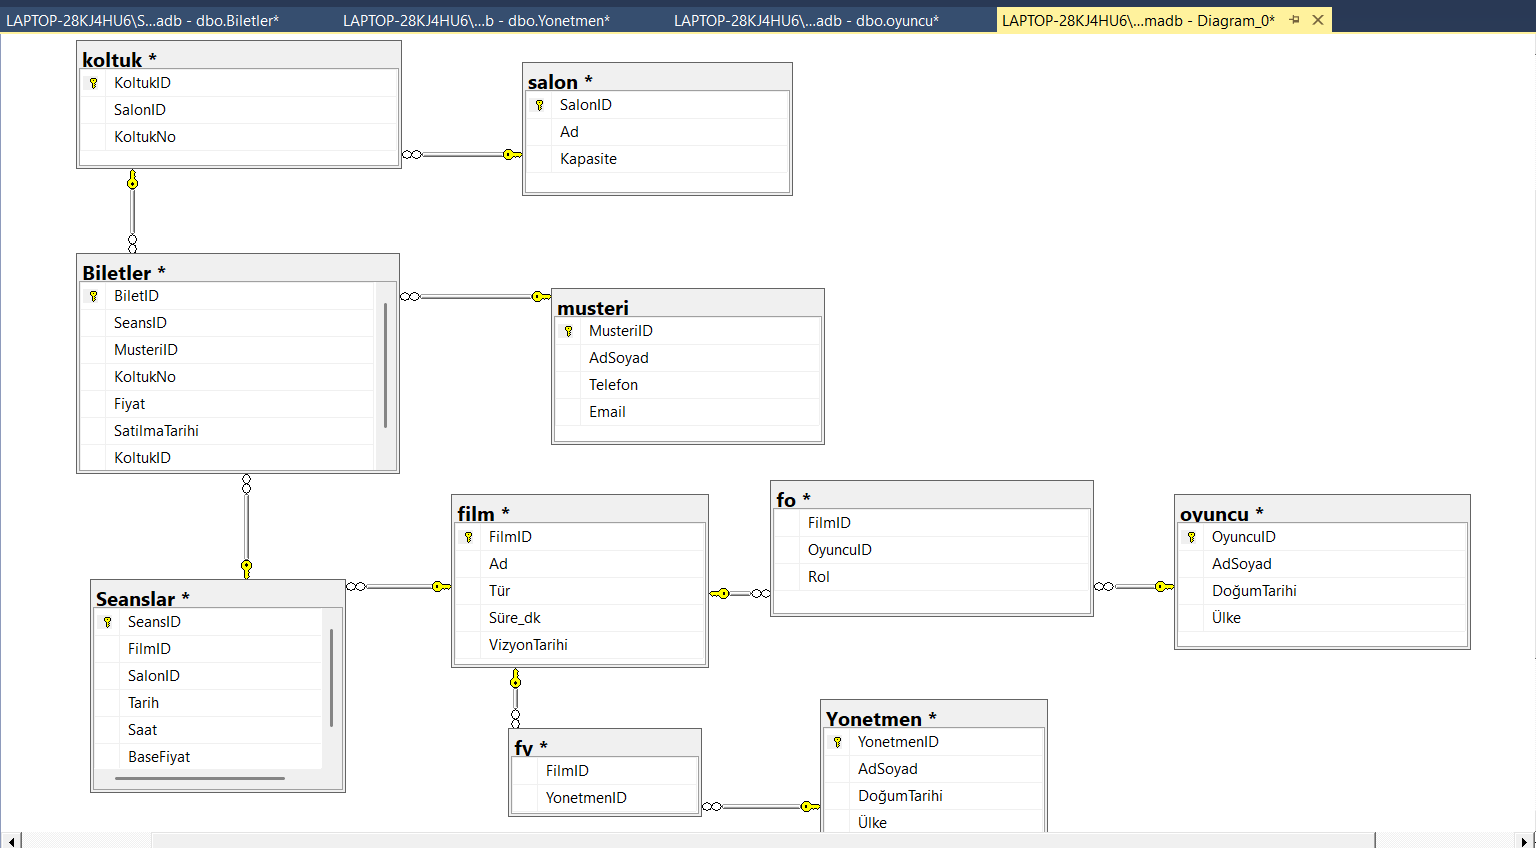 LAPTOP-28KJ4HU6\S...adb - dbo.Biletler*
LAPTOP-28KJ4HU6\...b - dbo.Yonetmen*
LAPTOP-28KJ4HU6\...adb - dbo.oyuncu*
LAPTOP-28KJ4HU6\...madb - Diagram_0*
koltuk *
KoltukID
SalonID
KoltukNo
salon *
SalonID
Ad
Kapasite
Biletler *
BiletID
SeansID
MusteriID
KoltukNo
Fiyat
SatilmaTarihi
KoltukID
musteri
MusteriID
AdSoyad
Telefon
Email
film *
FilmID
Ad
Tür
Süre_dk
VizyonTarihi
fo *
FilmID
OyuncuID
Rol
oyuncu *
OyuncuID
AdSoyad
DoğumTarihi
Ülke
Seanslar *
SeansID
FilmID
SalonID
Tarih
Saat
BaseFiyat
fy *
FilmID
YonetmenID
Yonetmen *
YonetmenID
AdSoyad
DoğumTarihi
Ülke